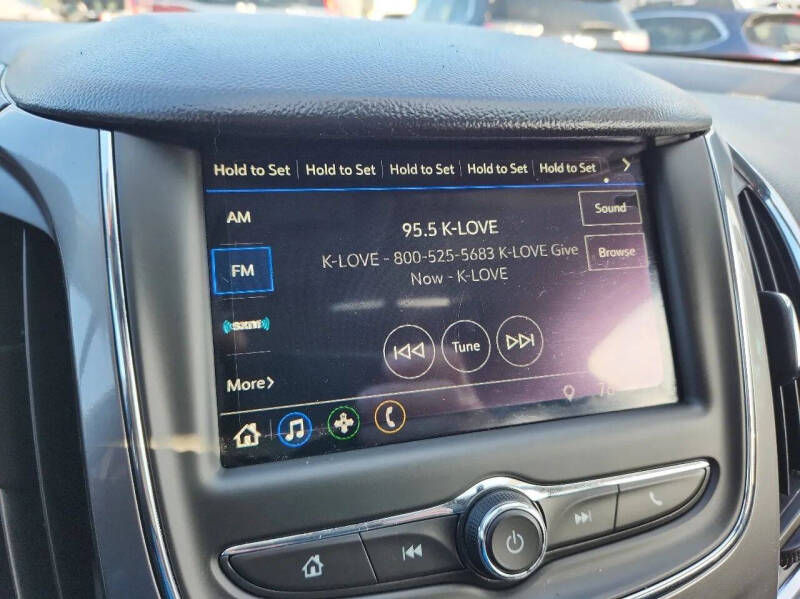 Hold to Set Hold to Set Hold to Set Hold to Set Hold to Set
AM
95.5 K-LOVE
Sound
FM
K-LOVE - 800-525-5683 K-LOVE Give
Now - K-LOVE
Browse
sxm
Tune
More